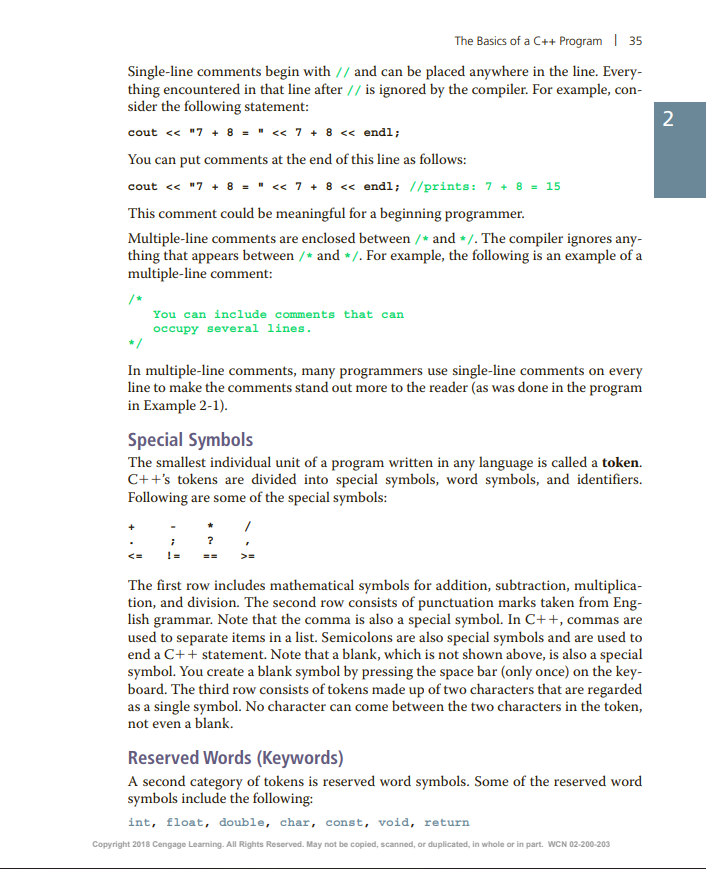 The Basics of a C++ Program | 35
Single-line comments begin with // and can be placed anywhere in the line. Every-
thing encountered in that line after // is ignored by the compiler. For example, con-
sider the following statement:
2
cout << "7 + 8 = " << 7 + 8 << endl;
You can put comments at the end of this line as follows:
cout << "7 + 8 = " << 7 + 8 << endl; //prints: 7 + 8 = 15
This comment could be meaningful for a beginning programmer.
Multiple-line comments are enclosed between /* and */. The compiler ignores any-
thing that appears between /* and */. For example, the following is an example of a
multiple-line comment:
/*
You can include comments that can
occupy several lines.
*/
In multiple-line comments, many programmers use single-line comments on every
line to make the comments stand out more to the reader (as was done in the program
in Example 2-1).
Special Symbols
The smallest individual unit of a program written in any language is called a token.
C++'s tokens are divided into special symbols, word symbols, and identifiers.
Following are some of the special symbols:
+ - * /
. ; ? ,
<= != == >=
The first row includes mathematical symbols for addition, subtraction, multiplica-
tion, and division. The second row consists of punctuation marks taken from Eng-
lish grammar. Note that the comma is also a special symbol. In C++, commas are
used to separate items in a list. Semicolons are also special symbols and are used to
end a C++ statement. Note that a blank, which is not shown above, is also a special
symbol. You create a blank symbol by pressing the space bar (only once) on the key-
board. The third row consists of tokens made up of two characters that are regarded
as a single symbol. No character can come between the two characters in the token,
not even a blank.
Reserved Words (Keywords)
A second category of tokens is reserved word symbols. Some of the reserved word
symbols include the following:
int, float, double, char, const, void, return
Copyright 2018 Cengage Learning. All Rights Reserved. May not be copied, scanned, or duplicated, in whole or in part. WCN 02-200-203